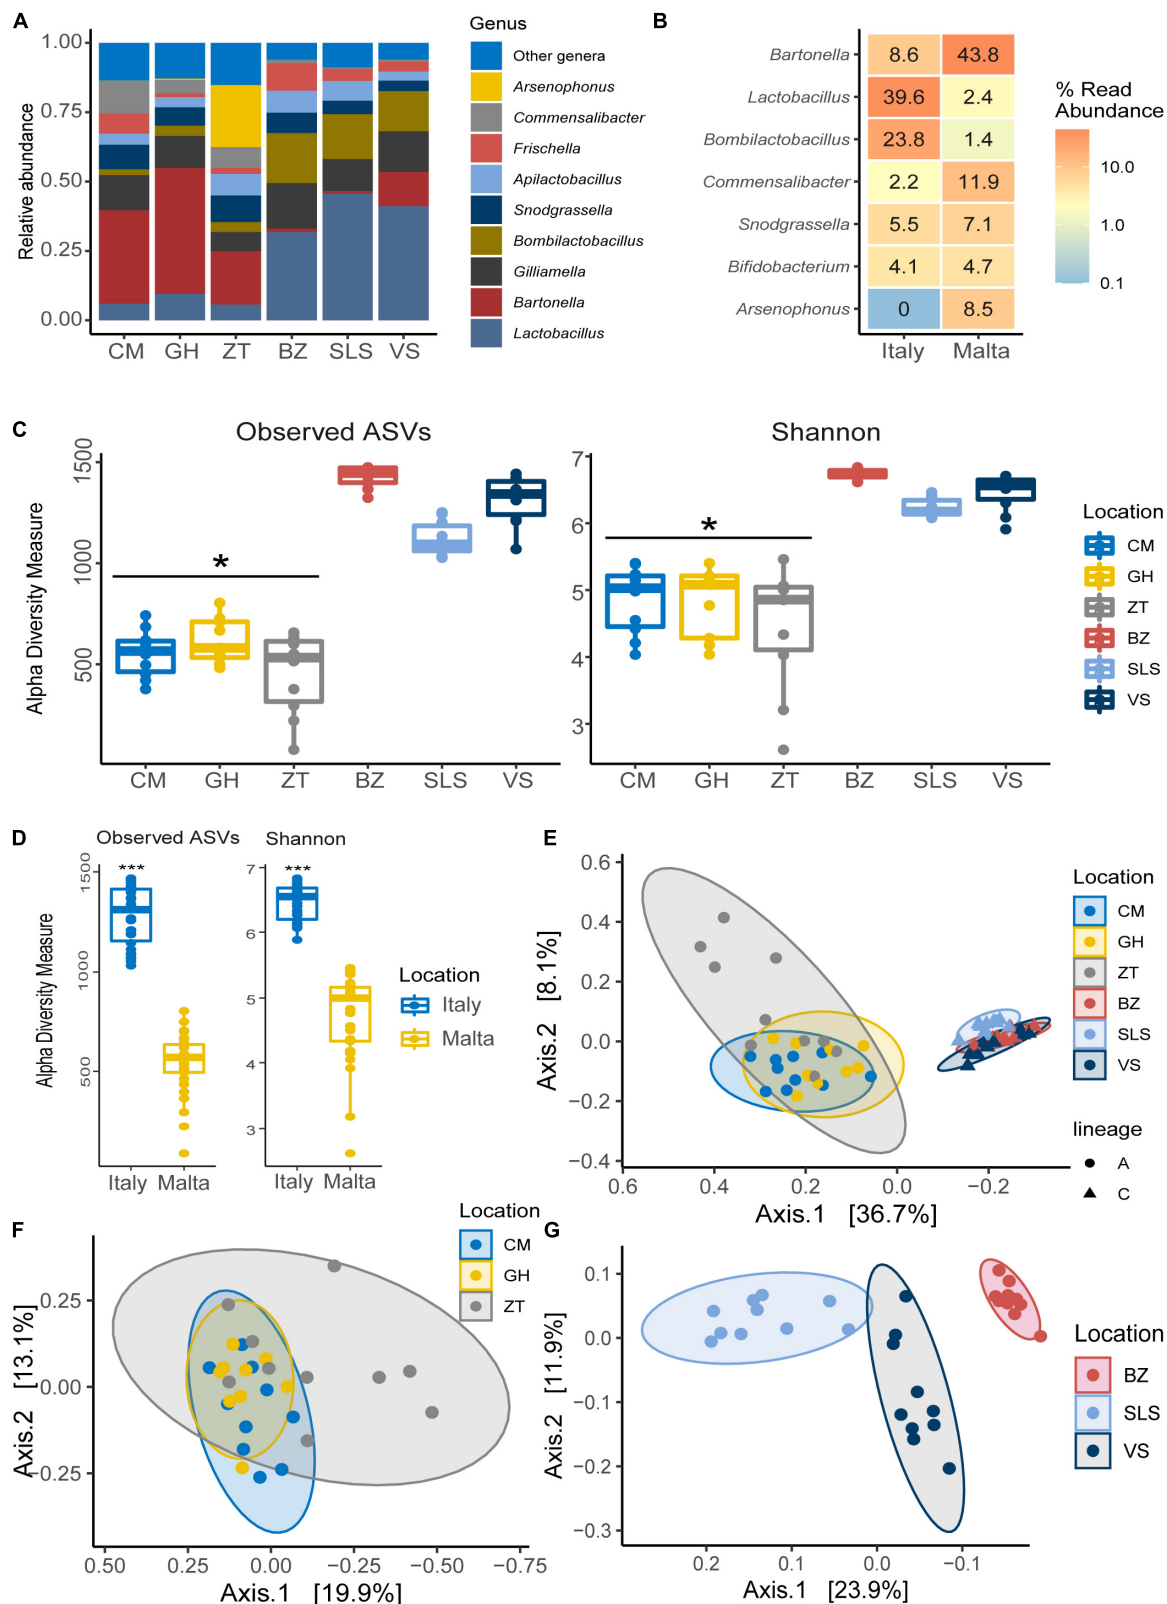 A
Genus
1.00
0.75
0.50
0.25
0.00
Relative abundance
CM GH ZT BZ SLS VS
Other genera
Arsenophonus
Commensalibacter
Frischella
Apilactobacillus
Snodgrassella
Bombilactobacillus
Gilliamella
Bartonella
Lactobacillus
B
Bartonella 8.6 43.8
Lactobacillus 39.6 2.4
Bombilactobacillus 23.8 1.4
Commensalibacter 2.2 11.9
Snodgrassella 5.5 7.1
Bifidobacterium 4.1 4.7
Arsenophonus 0 8.5
Italy Malta
% Read
Abundance
10.0
1.0
0.1
C
Observed ASVs
Alpha Diversity Measure
1500
1000
500
*
CM GH ZT BZ SLS VS
Shannon
7
6
5
4
3
*
CM GH ZT BZ SLS VS
Location
CM
GH
ZT
BZ
SLS
VS
D
Observed ASVs
Alpha Diversity Measure
1500
1000
500
***
Italy Malta
Shannon
7
6
5
4
3
***
Italy Malta
Location
Italy
Malta
E
Axis.2 [8.1%]
0.6
0.4
0.2
0.0
−0.2
−0.4
0.6 0.4 0.2 0.0 −0.2
Axis.1 [36.7%]
Location
CM
GH
ZT
BZ
SLS
VS
lineage
A
C
F
Location
CM
GH
ZT
Axis.2 [13.1%]
0.25
0.00
−0.25
0.50 0.25 0.00 −0.25 −0.50 −0.75
Axis.1 [19.9%]
G
Axis.2 [11.9%]
0.1
0.0
−0.1
−0.2
−0.3
0.2 0.1 0.0 −0.1
Axis.1 [23.9%]
Location
BZ
SLS
VS